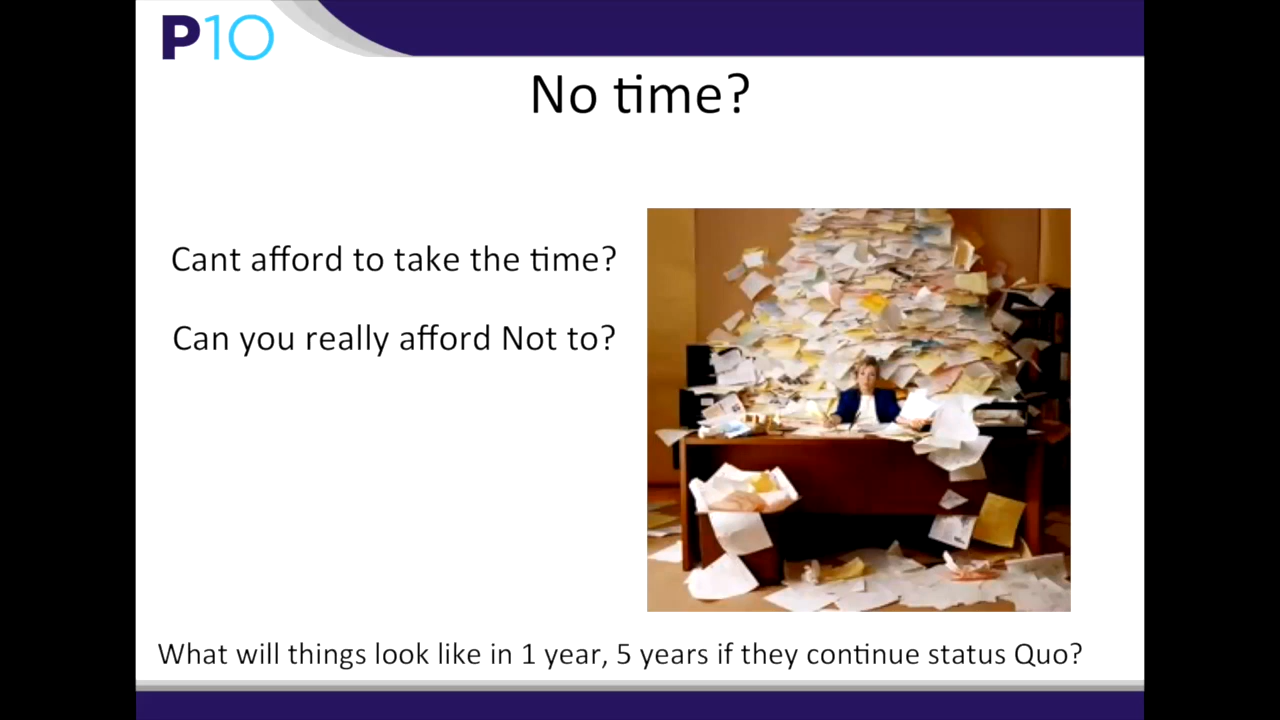 P10
No time?
Cant afford to take the time?
Can you really afford Not to?
What will things look like in 1 year, 5 years if they continue status Quo?